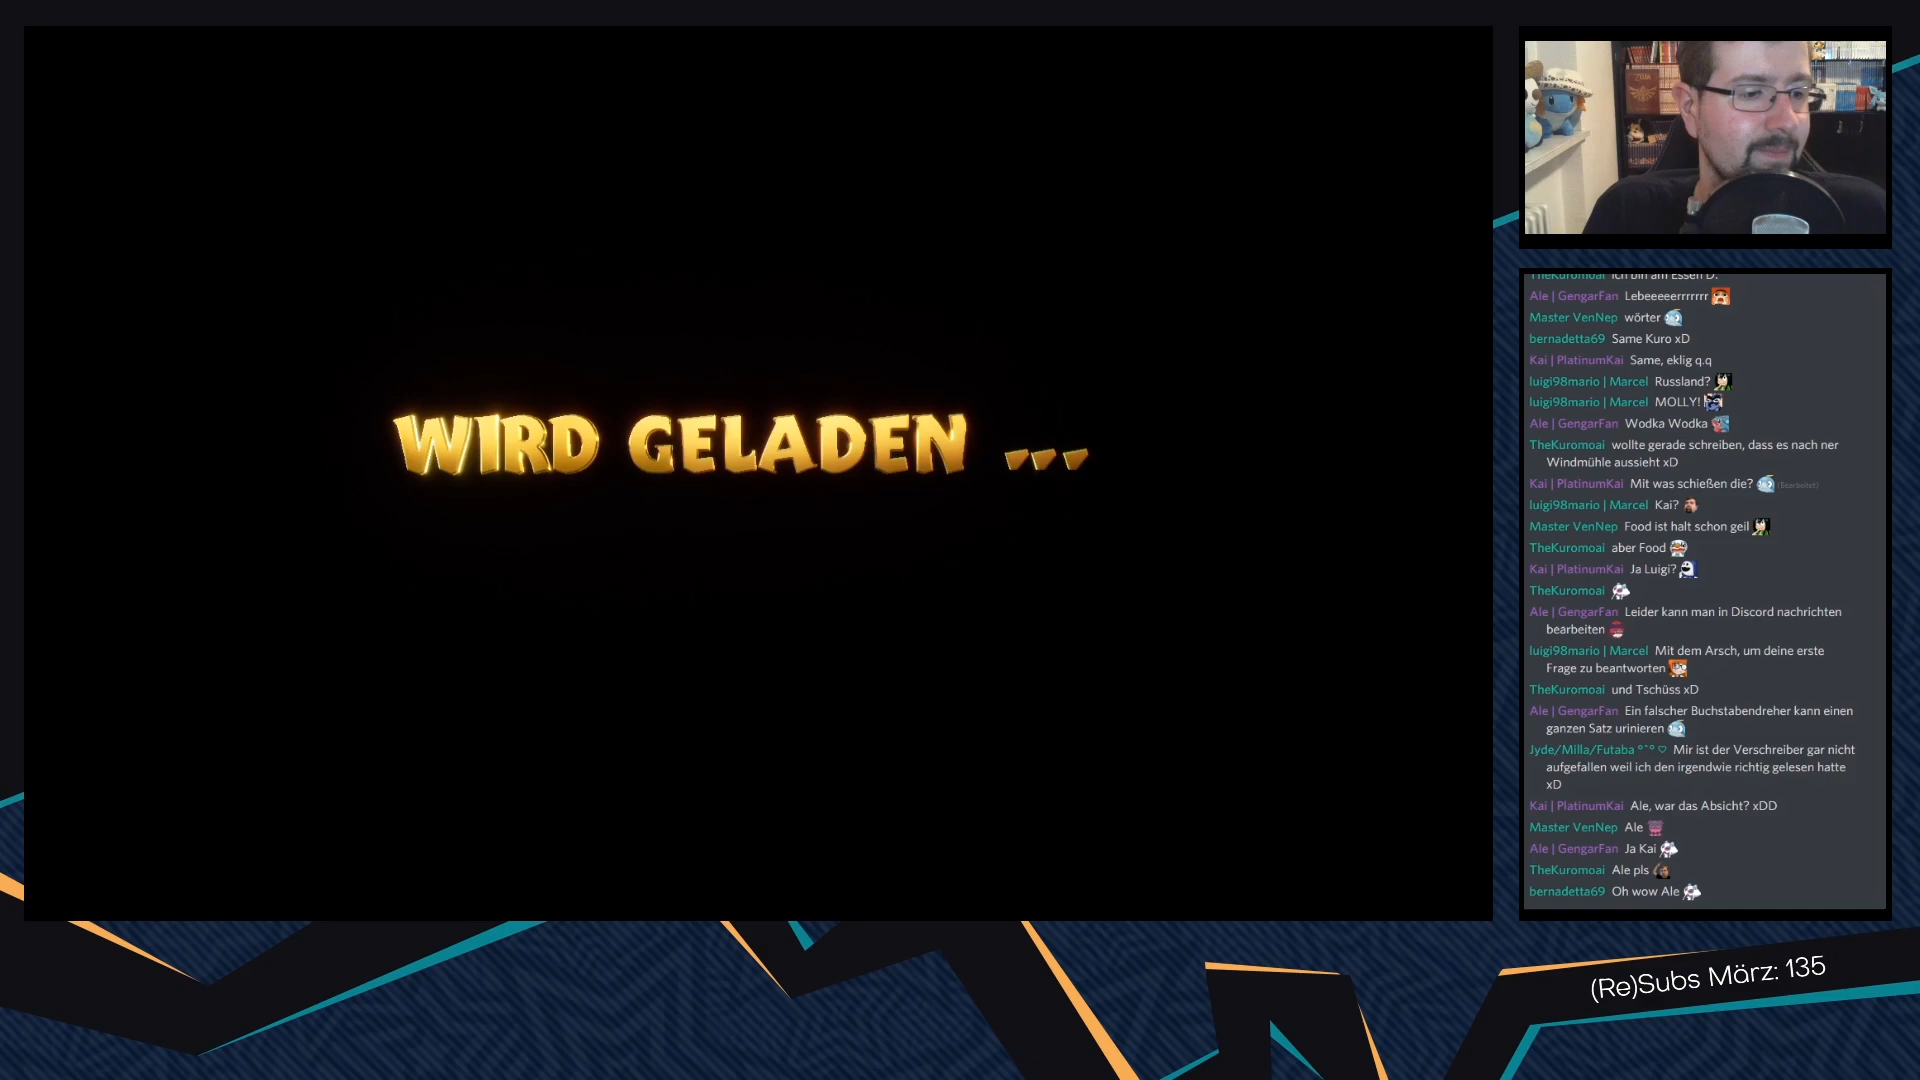 WIRD GELADEN ...
TheKuromoai ich bin am Essen D:
Ale | GengarFan Lebeeeeerrrrrrr
Master VenNep wörter
bernadetta69 Same Kuro xD
Kai | PlatinumKai Same, eklig q.q
luigi98mario | Marcel Russland?
luigi98mario | Marcel MOLLY!
Ale | GengarFan Wodka Wodka
TheKuromoai wollte gerade schreiben, dass es nach ner
Windmühle aussieht xD
Kai | PlatinumKai Mit was schießen die? (Bearbeitet)
luigi98mario | Marcel Kai?
Master VenNep Food ist halt schon geil
TheKuromoai aber Food
Kai | PlatinumKai Ja Luigi?
TheKuromoai
Ale | GengarFan Leider kann man in Discord nachrichten
bearbeiten
luigi98mario | Marcel Mit dem Arsch, um deine erste
Frage zu beantworten
TheKuromoai und Tschüss xD
Ale | GengarFan Ein falscher Buchstabendreher kann einen
ganzen Satz urinieren
Jyde/Milla/Futaba °˘° ♡ Mir ist der Verschreiber gar nicht
aufgefallen weil ich den irgendwie richtig gelesen hatte
xD
Kai | PlatinumKai Ale, war das Absicht? xDD
Master VenNep Ale
Ale | GengarFan Ja Kai
TheKuromoai Ale pls
bernadetta69 Oh wow Ale
(Re)Subs März: 135